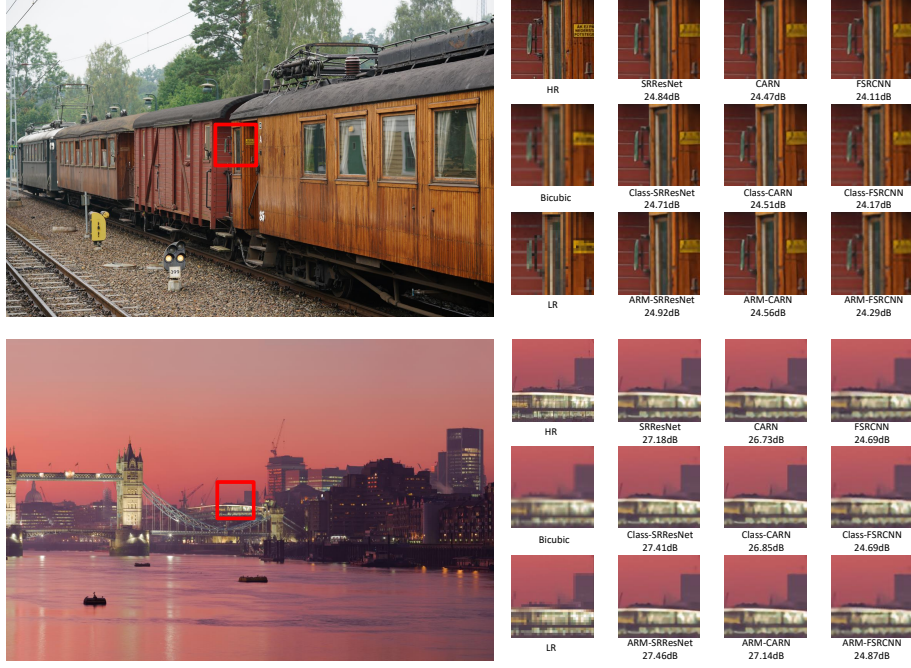 HR
SRResNet
24.84dB
CARN
24.47dB
FSRCNN
24.11dB
Bicubic
Class-SRResNet
24.71dB
Class-CARN
24.51dB
Class-FSRCNN
24.17dB
LR
ARM-SRResNet
24.92dB
ARM-CARN
24.56dB
ARM-FSRCNN
24.29dB
HR
SRResNet
27.18dB
CARN
26.73dB
FSRCNN
24.69dB
Bicubic
Class-SRResNet
27.41dB
Class-CARN
26.85dB
Class-FSRCNN
24.69dB
LR
ARM-SRResNet
27.46dB
ARM-CARN
27.14dB
ARM-FSRCNN
24.87dB